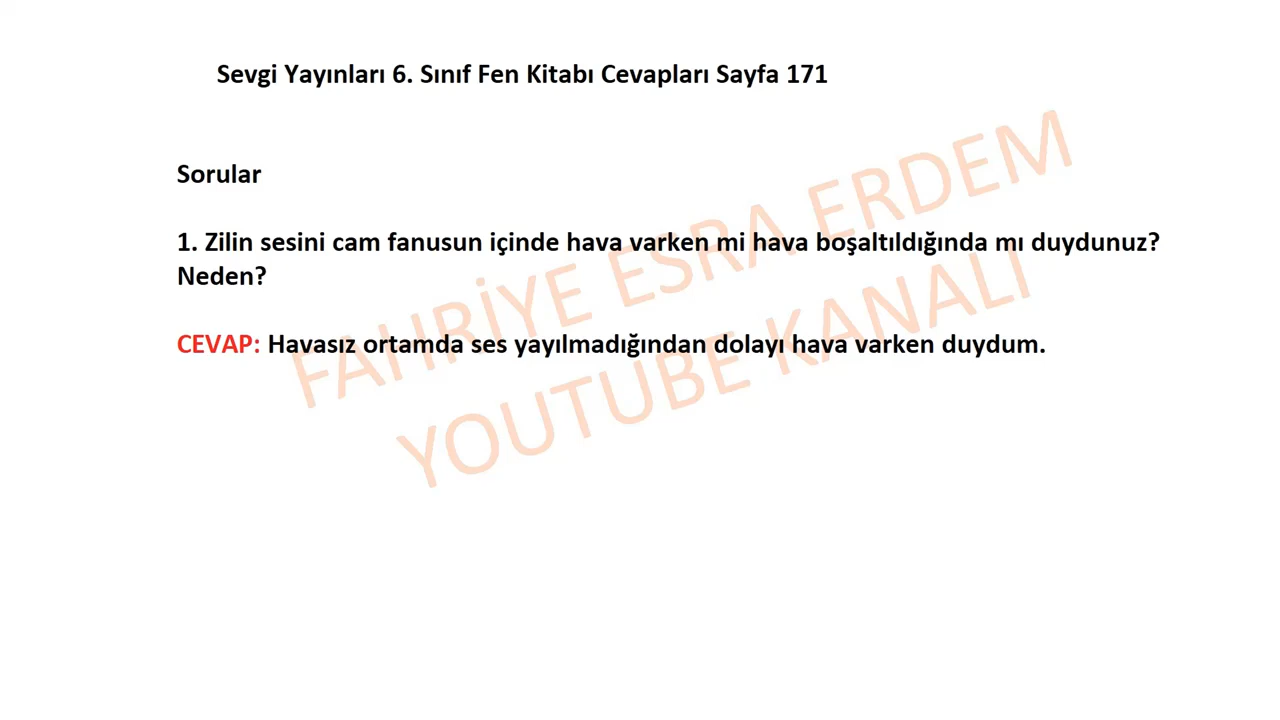 Sevgi Yayınları 6. Sınıf Fen Kitabı Cevapları Sayfa 171
Sorular
1. Zilin sesini cam fanusun içinde hava varken mi hava boşaltıldığında mı duydunuz?
Neden?
CEVAP: Havasız ortamda ses yayılmadığından dolayı hava varken duydum.
FAHRİYE ESRA ERDEM
YOUTUBE KANALI